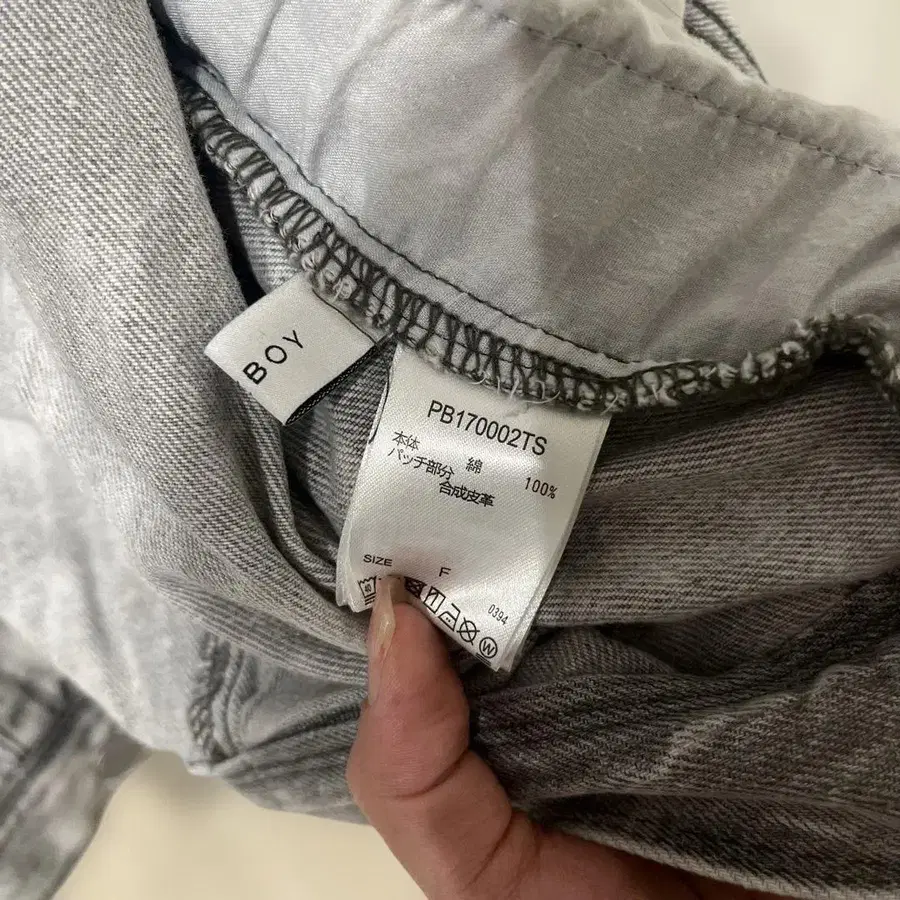 BOY
PB170002TS
本体 綿 100%
パッチ部分 合成皮革
SIZE F
0394
W